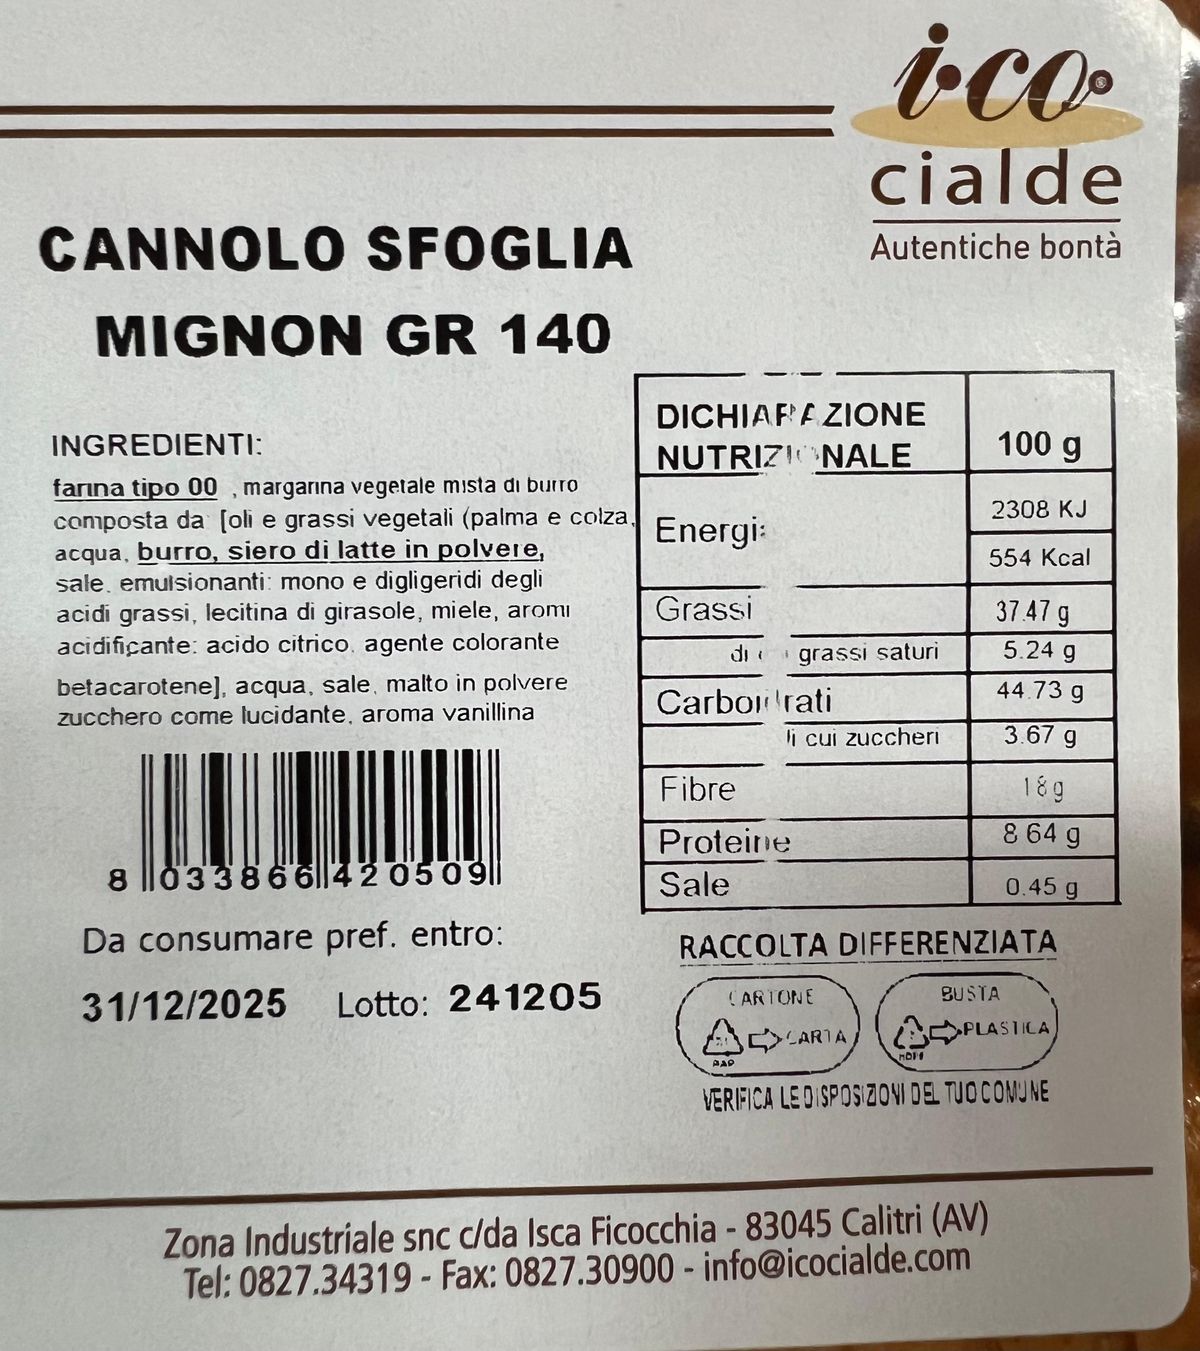 ico®
cialde
Autentiche bontà
CANNOLO SFOGLIA
MIGNON GR 140
INGREDIENTI:
farina tipo 00 , margarina vegetale mista di burro
composta da [oli e grassi vegetali (palma e colza,
acqua, burro, siero di latte in polvere,
sale, emulsionanti: mono e digligeridi degli
acidi grassi, lecitina di girasole, miele, aromi
acidificante: acido citrico, agente colorante
betacarotene], acqua, sale, malto in polvere
zucchero come lucidante, aroma vanillina
8 033866 420509
Da consumare pref. entro:
31/12/2025 Lotto: 241205
DICHIARAZIONE
NUTRIZIONALE 100 g
Energia 2308 KJ
554 Kcal
Grassi 37.47 g
di cui grassi saturi 5.24 g
Carboidrati 44.73 g
di cui zuccheri 3.67 g
Fibre
Proteine 8.64 g
Sale 0.45 g
RACCOLTA DIFFERENZIATA
CARTONE
CARTA
PAP
BUSTA
PLASTICA
VERIFICA LE DISPOSIZIONI DEL TUO COMUNE
Zona Industriale snc c/da Isca Ficocchia - 83045 Calitri (AV)
Tel: 0827.34319 - Fax: 0827.30900 - info@icocialde.com